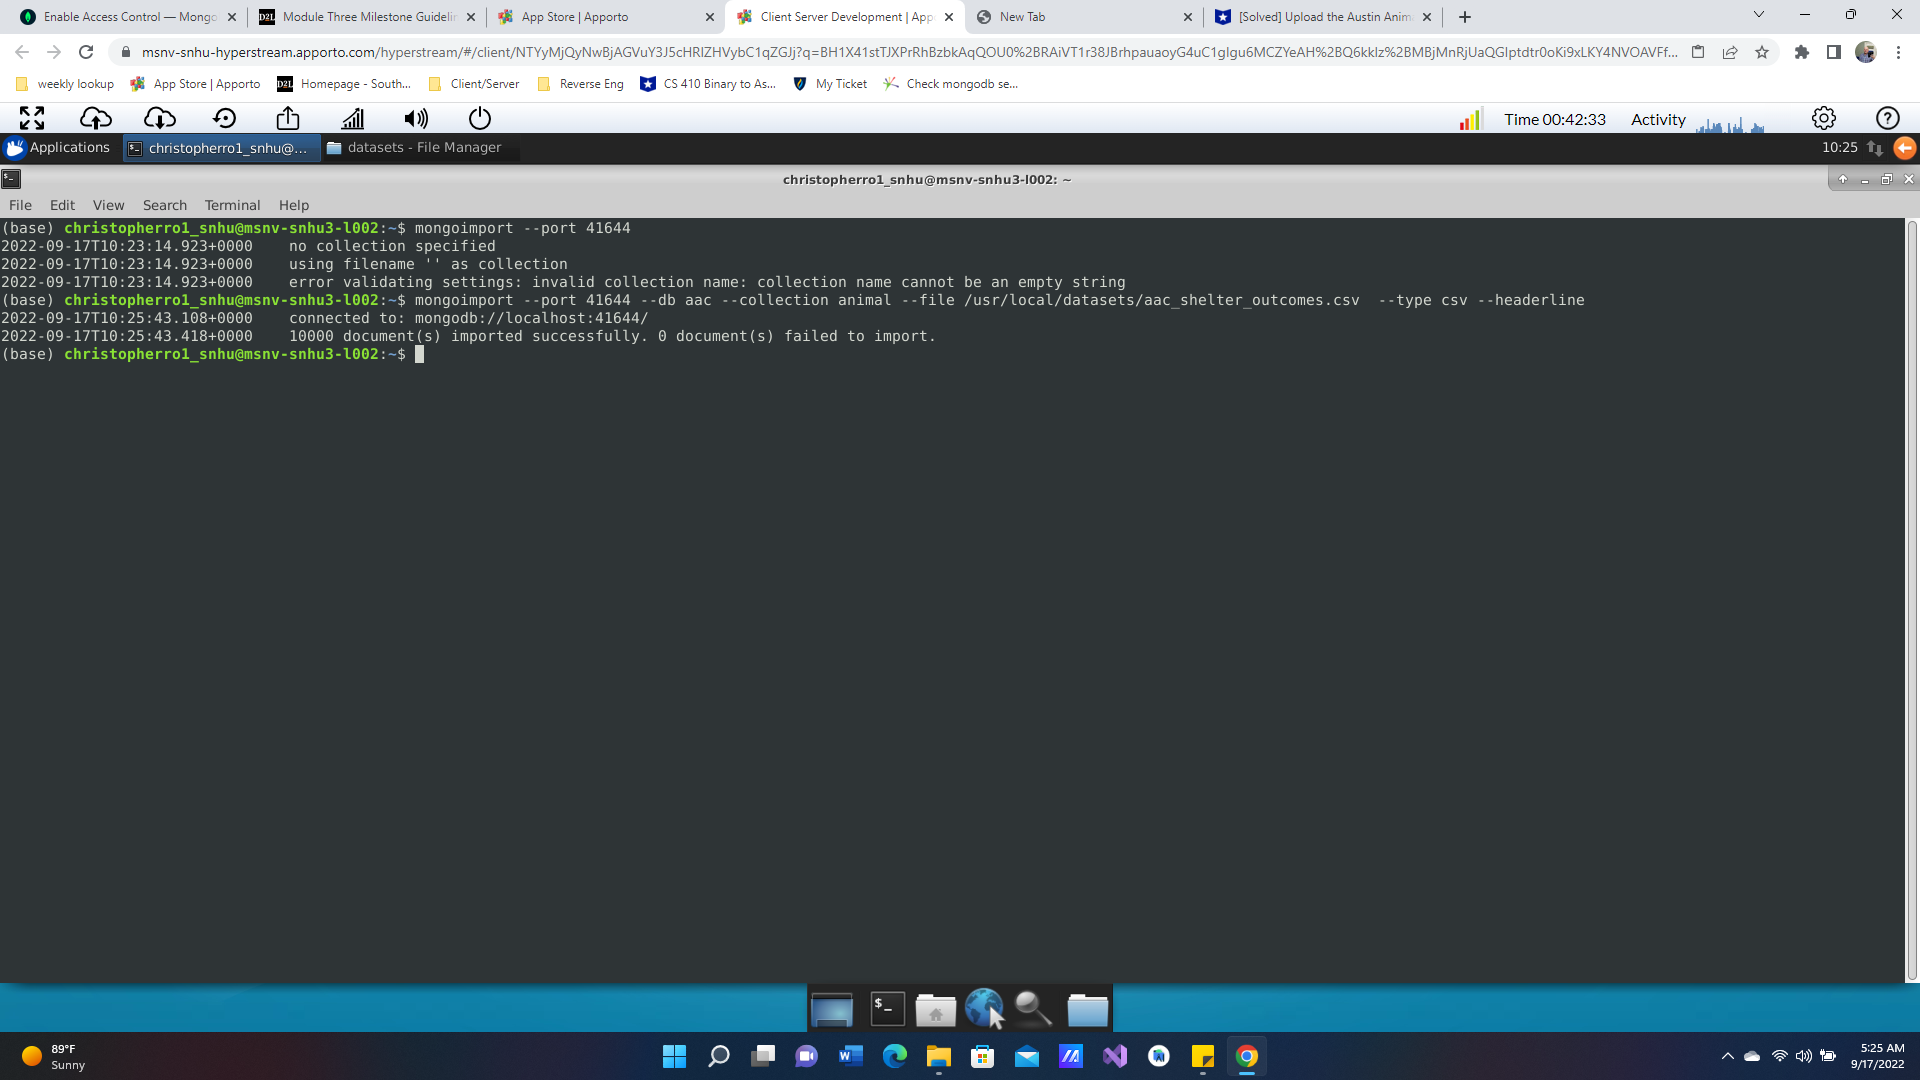 Enable Access Control — Mongo
D2L Module Three Milestone Guidelin
App Store | Apporto
Client Server Development | App
New Tab
[Solved] Upload the Austin Anim
msnv-snhu-hyperstream.apporto.com/hyperstream/#/client/
weekly lookup
App Store | Apporto
D2L Homepage - South...
Client/Server
Reverse Eng
CS 410 Binary to As...
My Ticket
Check mongodb se...
Time 00:42:33
Activity
Applications
christopherro1_snhu@...
datasets - File Manager
10:25
christopherro1_snhu@msnv-snhu3-l002: ~
File Edit View Search Terminal Help
(base) christopherro1_snhu@msnv-snhu3-l002:~$ mongoimport --port 41644
2022-09-17T10:23:14.923+0000    no collection specified
2022-09-17T10:23:14.923+0000    using filename '' as collection
2022-09-17T10:23:14.923+0000    error validating settings: invalid collection name: collection name cannot be an empty string
(base) christopherro1_snhu@msnv-snhu3-l002:~$ mongoimport --port 41644 --db aac --collection animal --file /usr/local/datasets/aac_shelter_outcomes.csv  --type csv --headerline
2022-09-17T10:25:43.108+0000    connected to: mongodb://localhost:41644/
2022-09-17T10:25:43.418+0000    10000 document(s) imported successfully. 0 document(s) failed to import.
(base) christopherro1_snhu@msnv-snhu3-l002:~$
89°F
Sunny
5:25 AM
9/17/2022